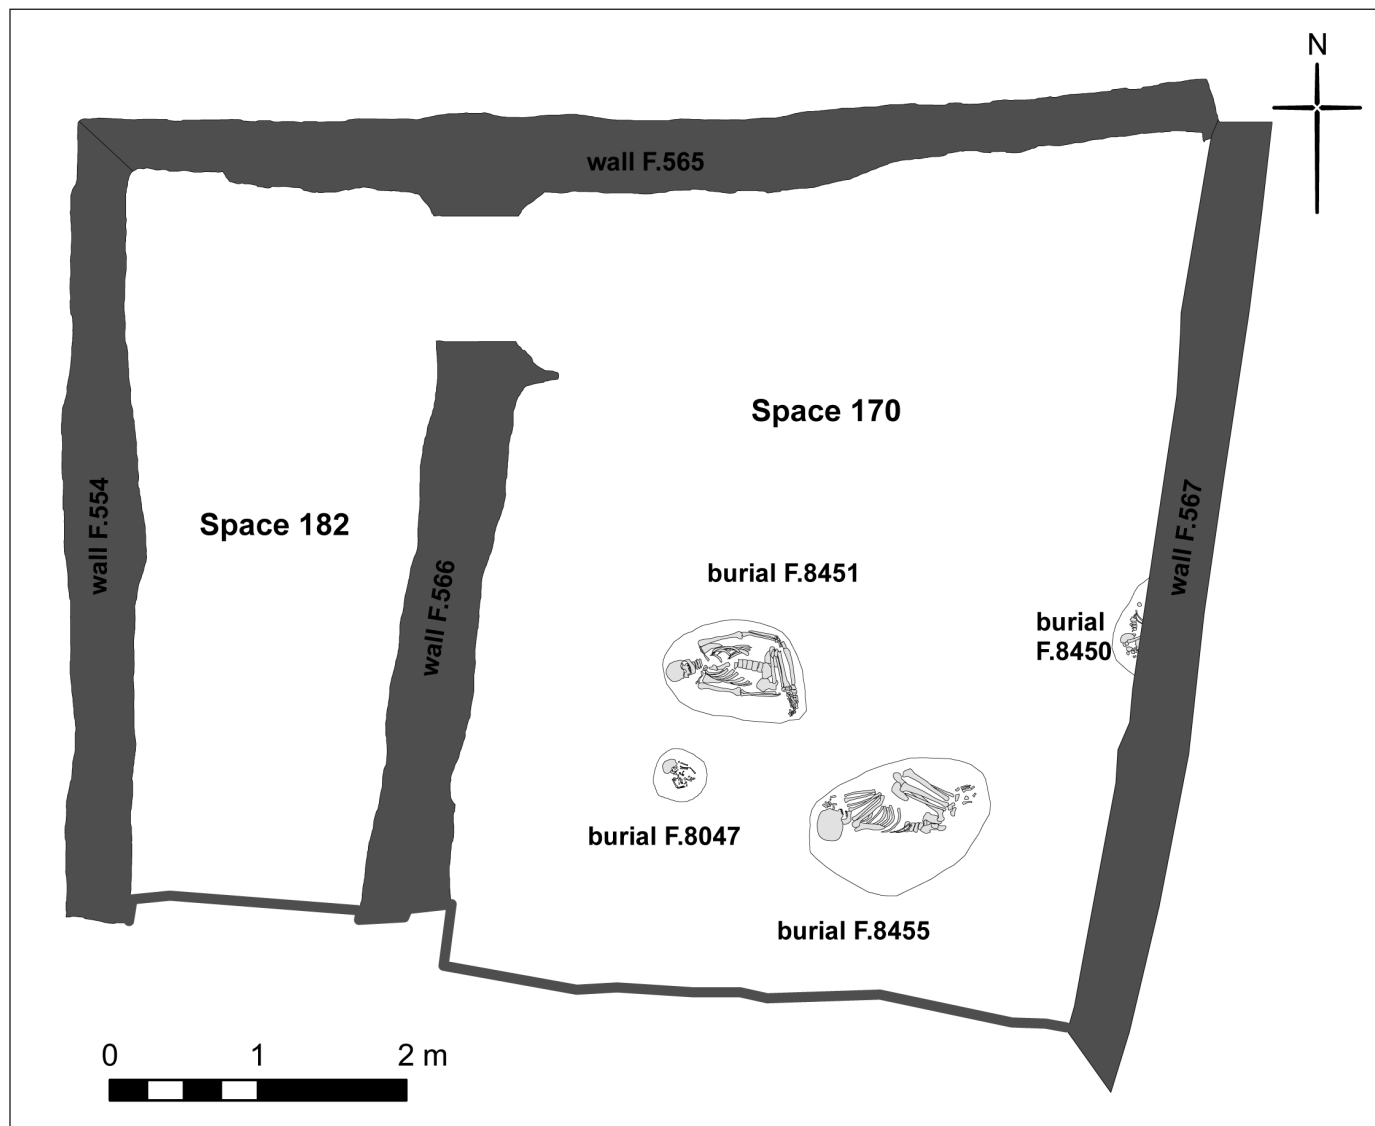 N
wall F.565
Space 170
wall F.554
Space 182
wall F.566
wall F.567
burial F.8451
burial
F.8450
burial F.8047
burial F.8455
0 1 2 m